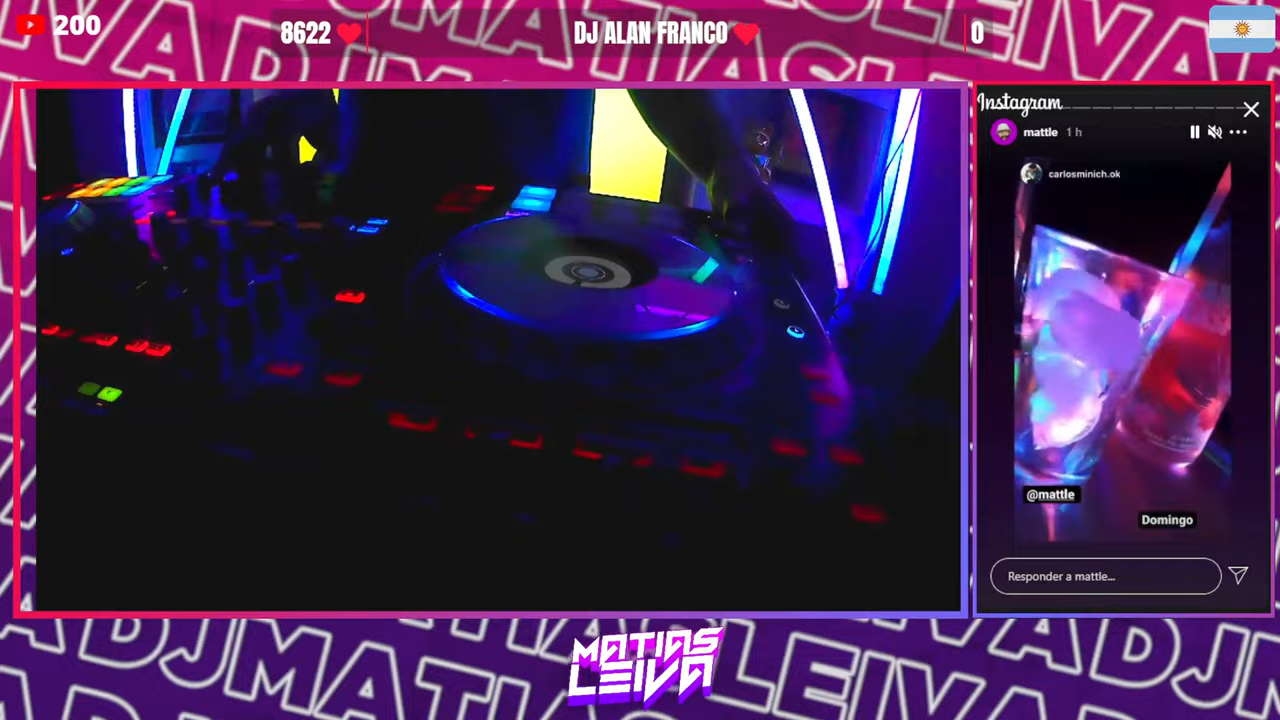 200
8622
DJ ALAN FRANCO
0
Instagram
mattle 1 h
carlosminich.ok
@mattle
Domingo
Responder a mattle...
MATIAS
LEIVA